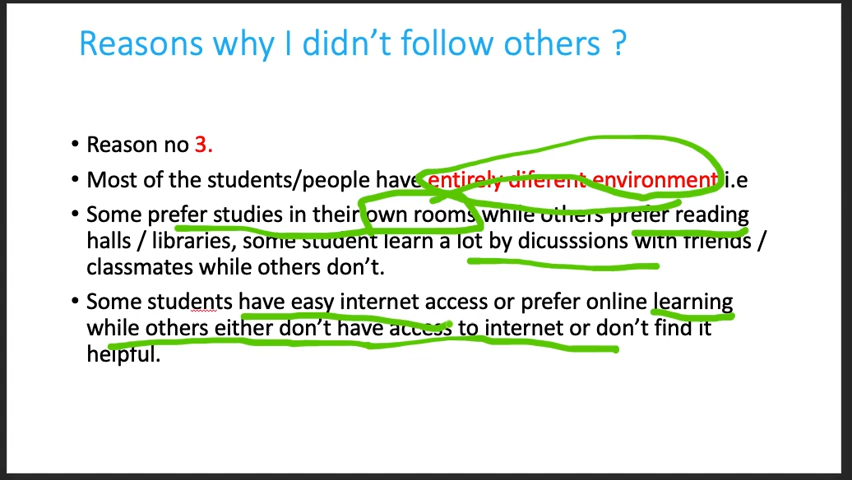 Reasons why I didn't follow others ?
• Reason no 3.
• Most of the students/people have entirely diferent environment i.e
• Some prefer studies in their own rooms while others prefer reading
halls / libraries, some student learn a lot by dicusssions with friends /
classmates while others don't.
• Some students have easy internet access or prefer online learning
while others either don't have access to internet or don't find it
helpful.